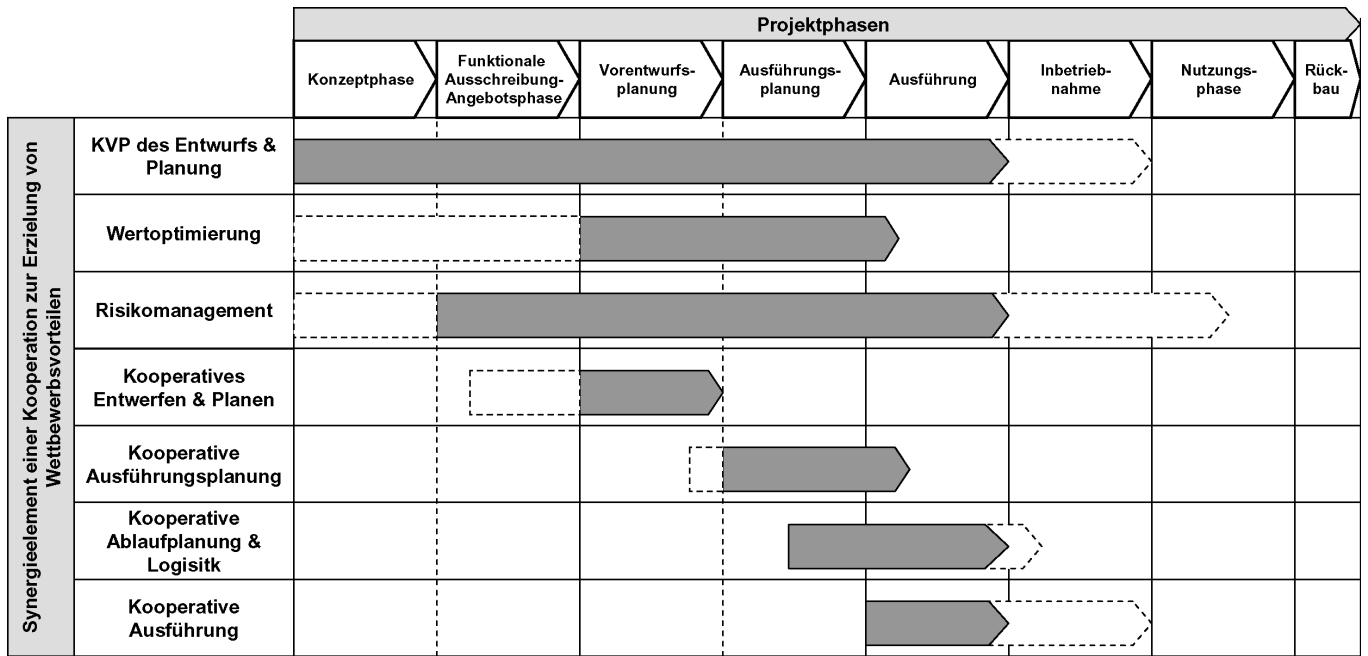 Projektphasen
Konzeptphase
Funktionale
Ausschreibung-
Angebotsphase
Vorentwurfs-
planung
Ausführungs-
planung
Ausführung
Inbetrieb-
nahme
Nutzungs-
phase
Rück-
bau
Synergieelement einer Kooperation zur Erzielung von
Wettbewerbsvorteilen
KVP des Entwurfs &
Planung
Wertoptimierung
Risikomanagement
Kooperatives
Entwerfen & Planen
Kooperative
Ausführungsplanung
Kooperative
Ablaufplanung &
Logisitk
Kooperative
Ausführung